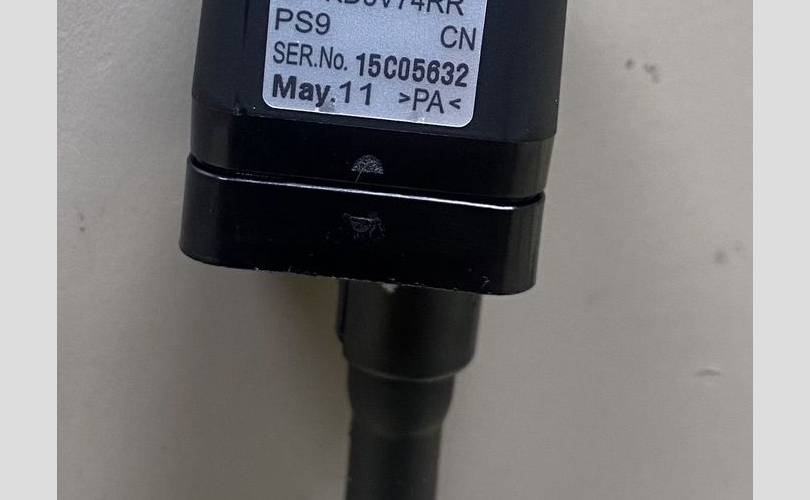 PS9 CN
SER.No. 15C05632
May.11 >PA<